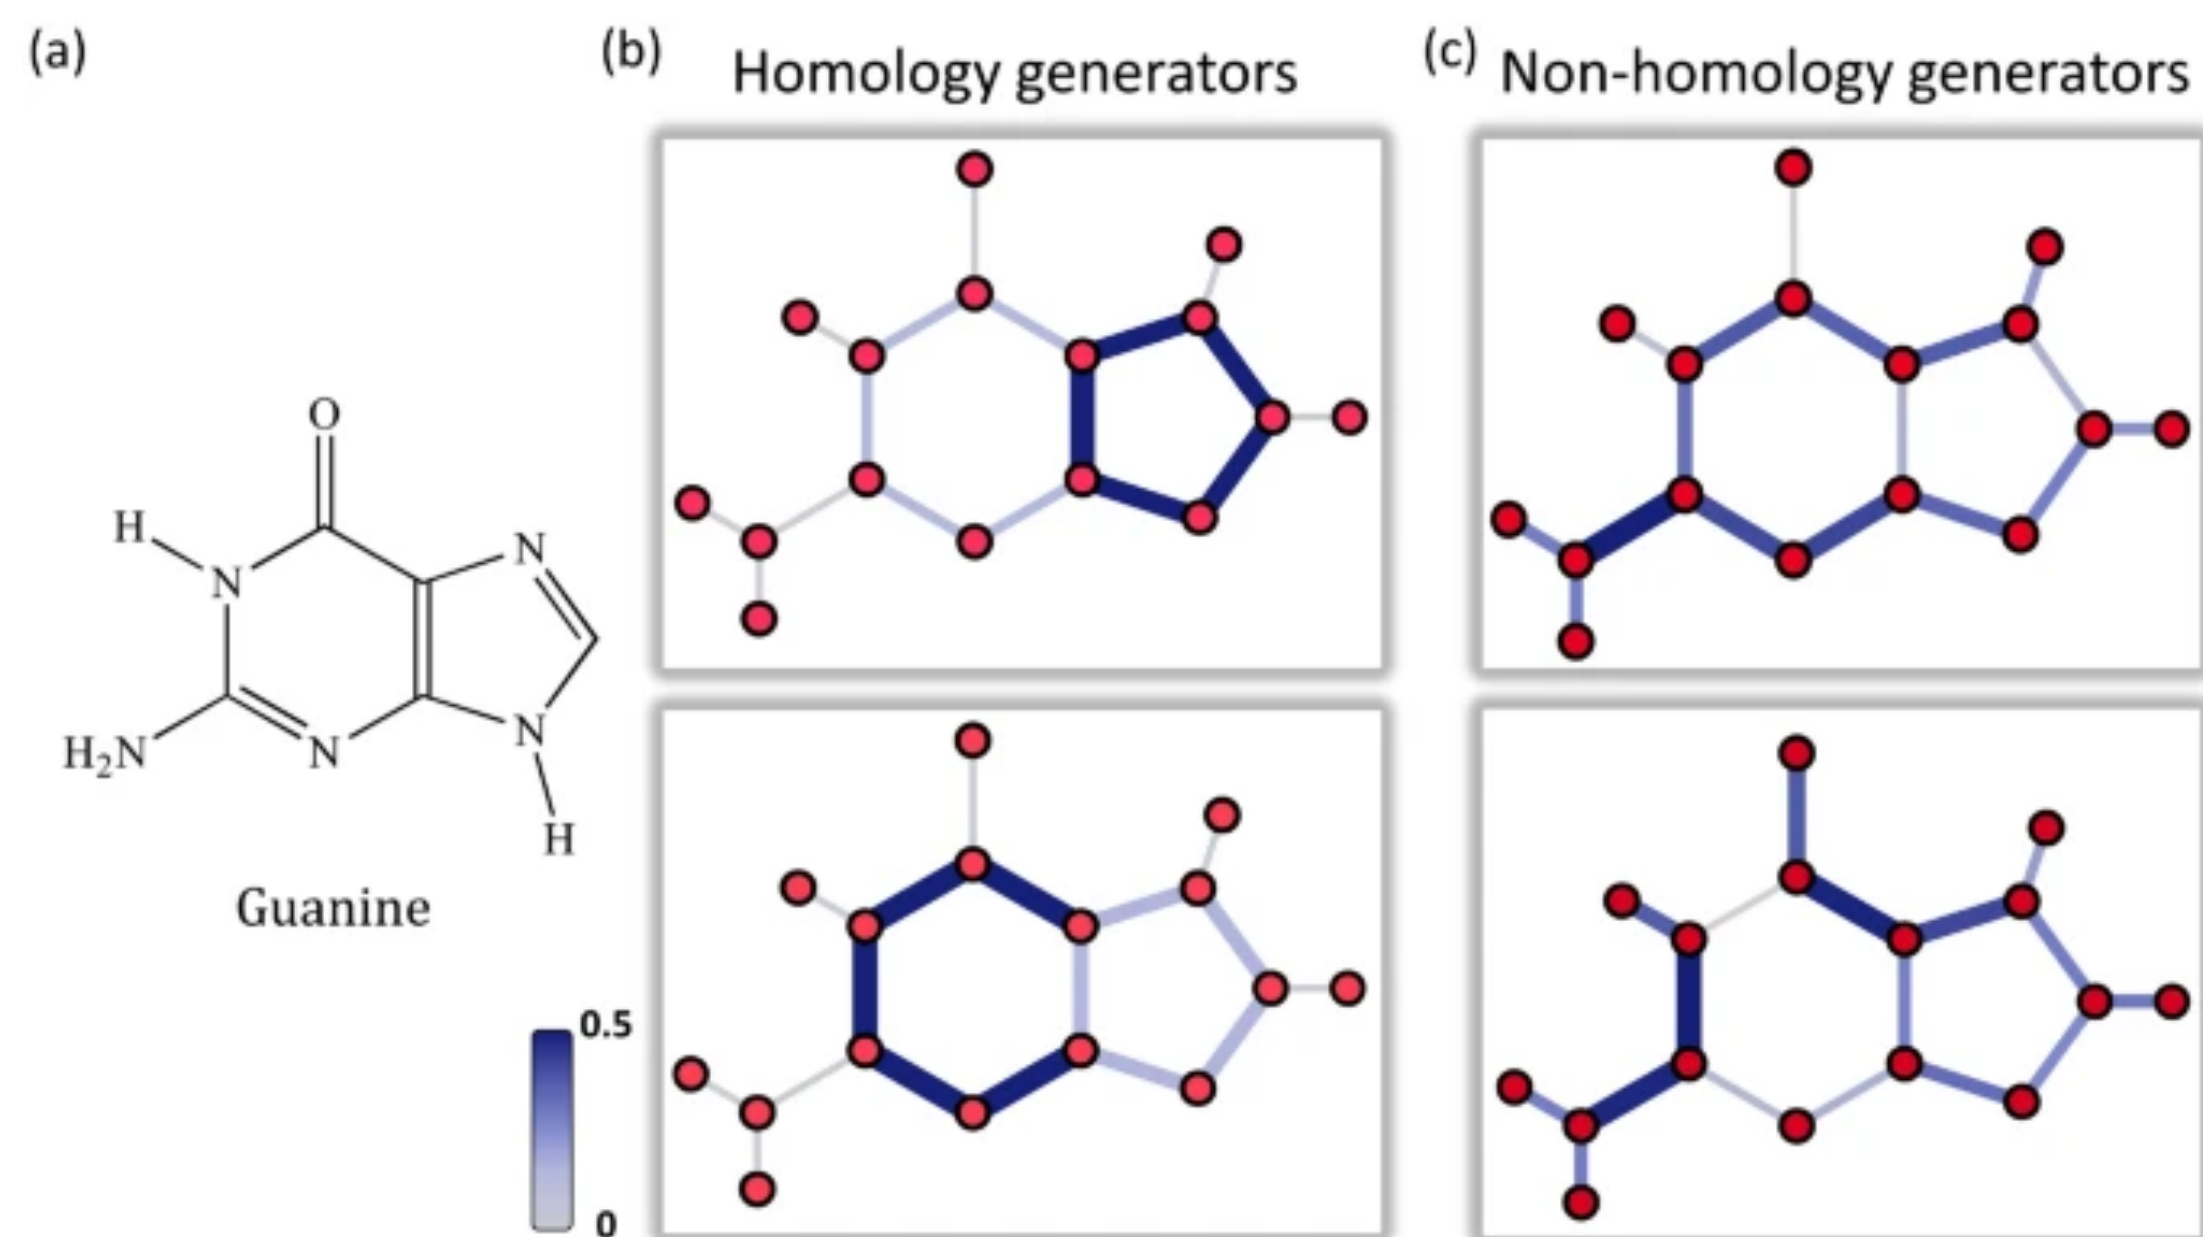 (a)
(b)
Homology generators
(c)
Non-homology generators
O
H
N
N
H₂N
N
N
H
Guanine
0.5
0